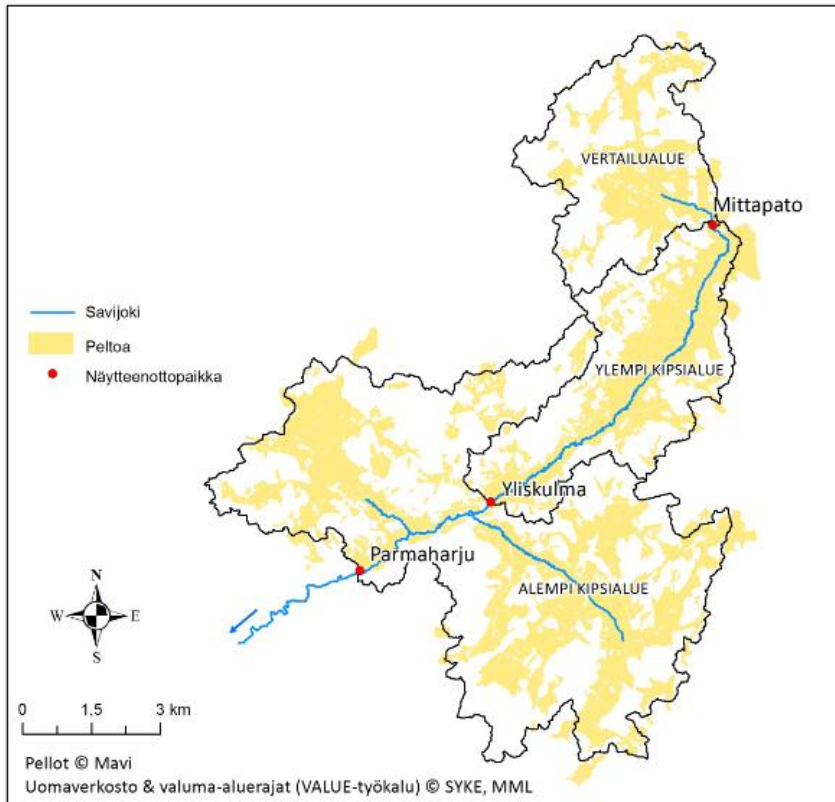 VERTAILUALUE
Mittapato
Savijoki
Peltoa
Näytteenottopaikka
YLEMPI KIPSIALUE
Yliskulma
Parmaharju
ALEMPI KIPSIALUE
N
W E
S
0 1.5 3 km
Pellot © Mavi
Uomaverkosto & valuma-aluerajat (VALUE-työkalu) © SYKE, MML